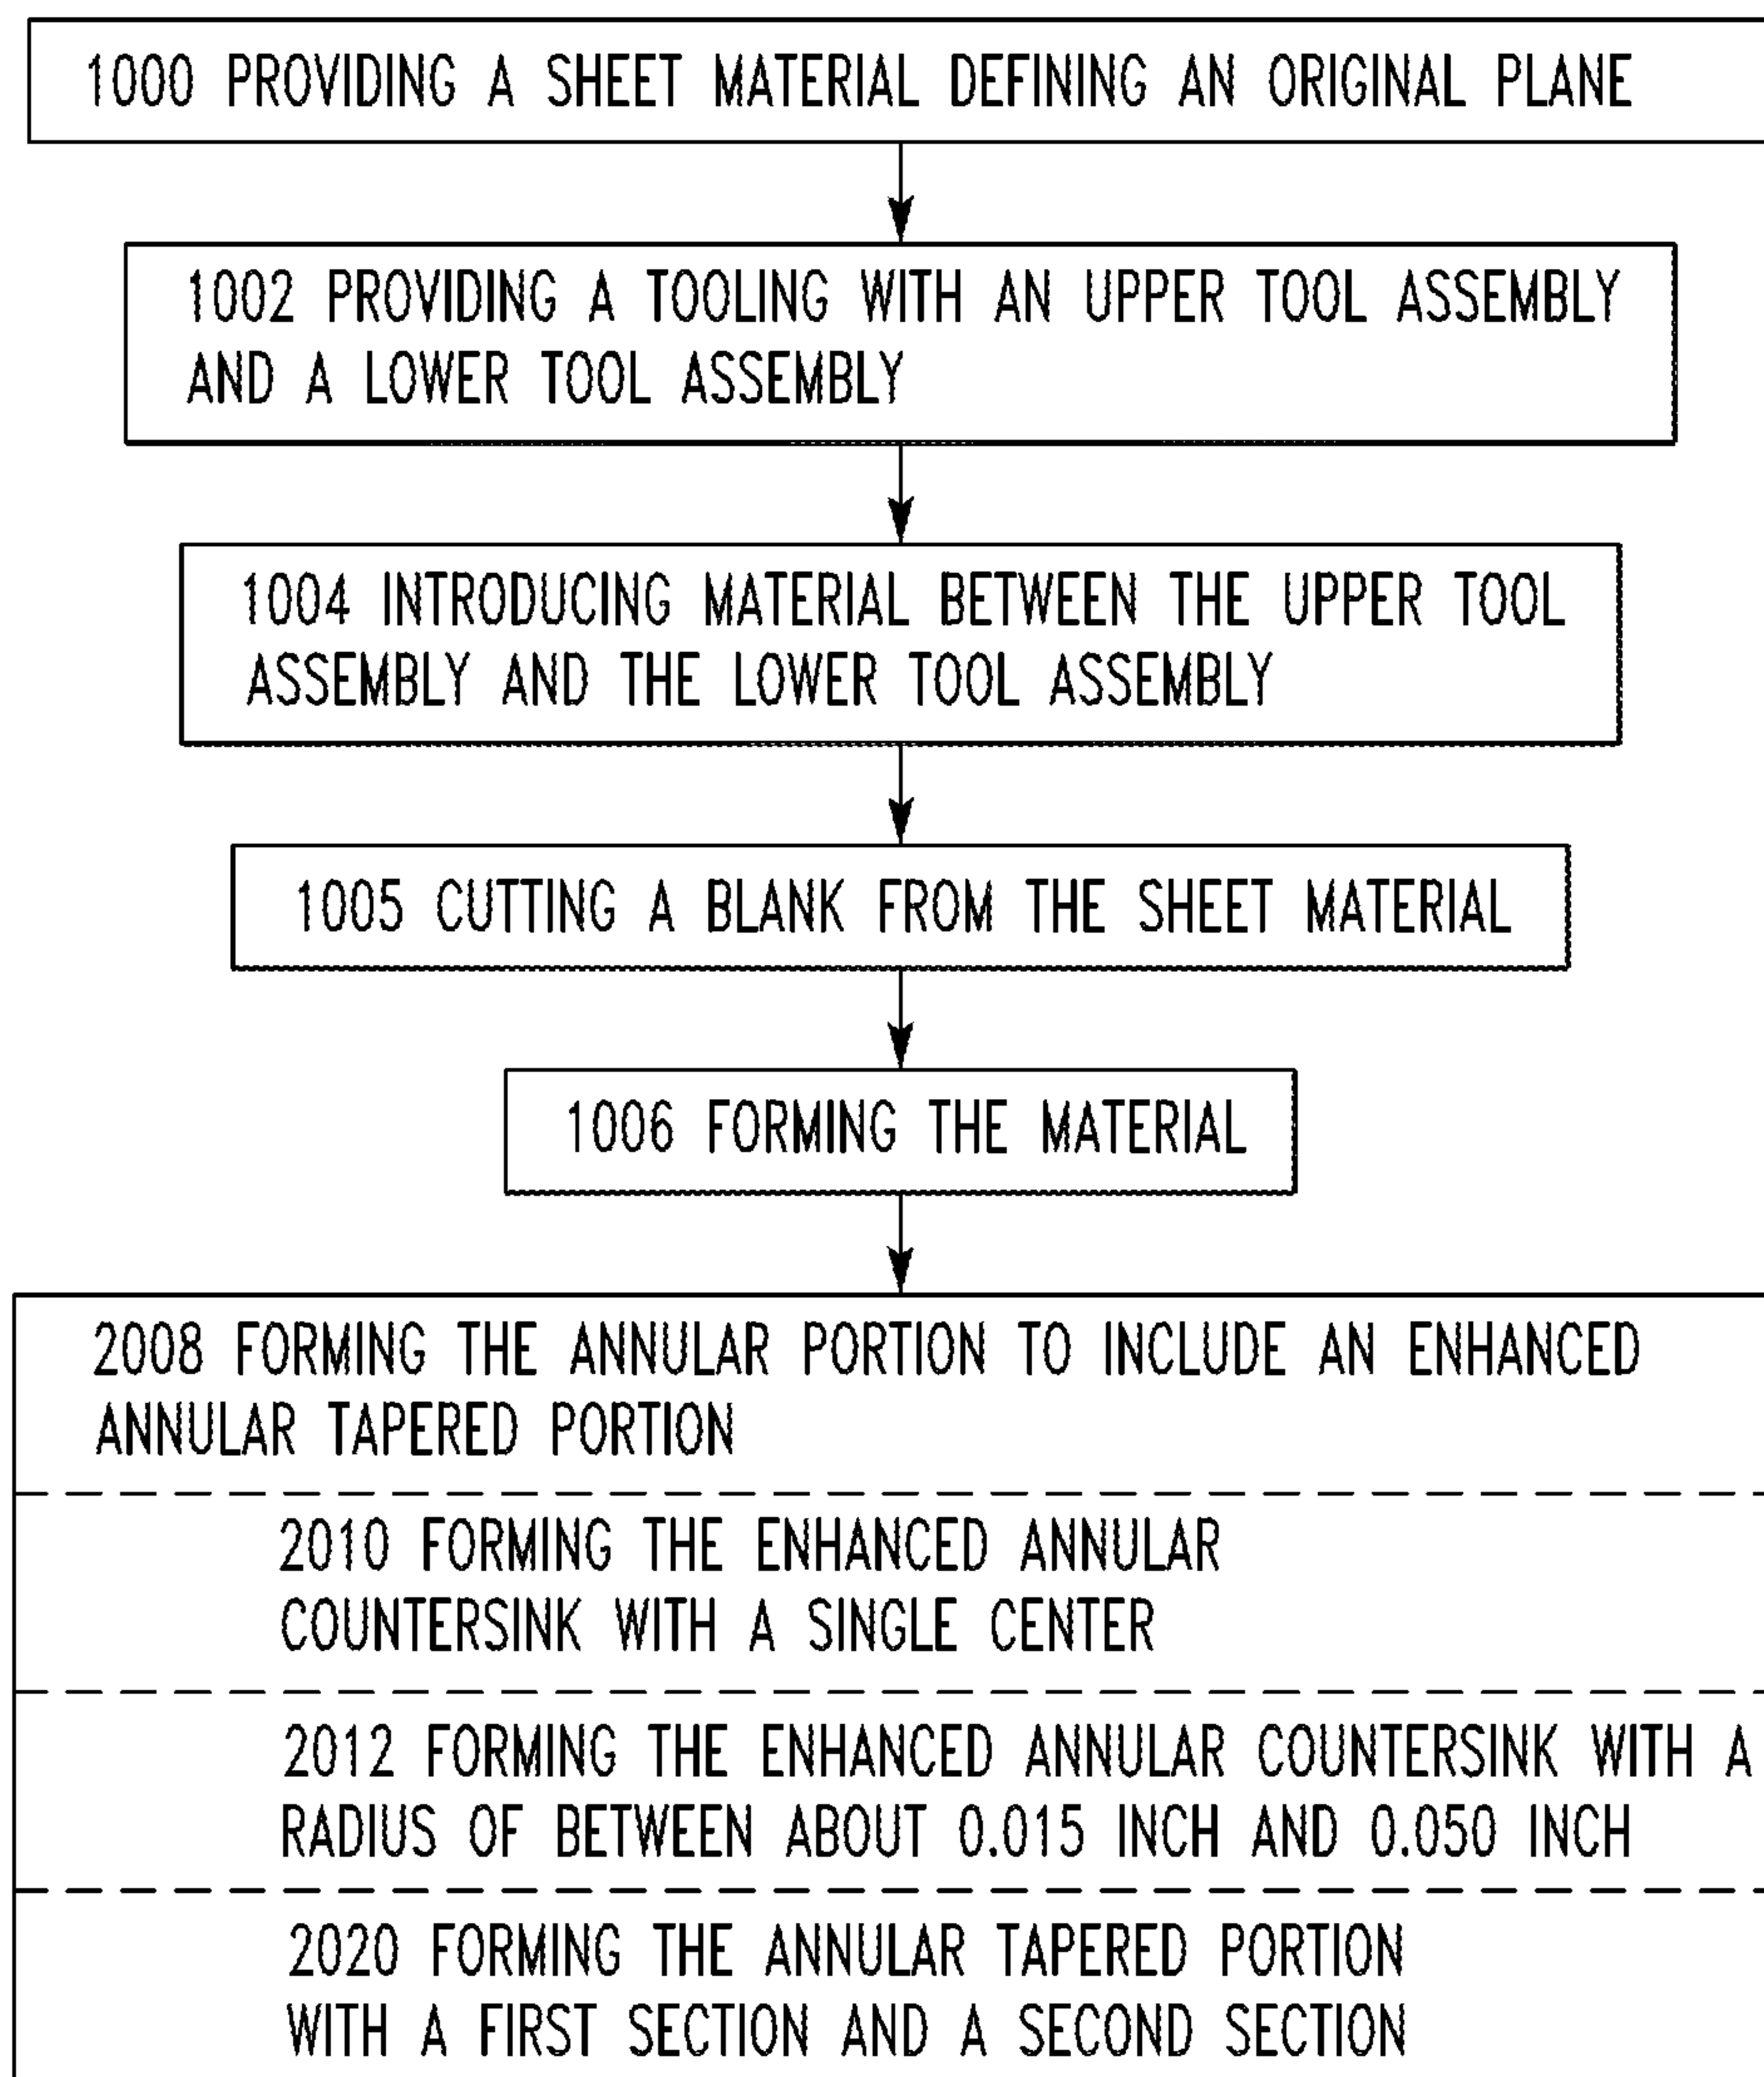 1000 PROVIDING A SHEET MATERIAL DEFINING AN ORIGINAL PLANE
1002 PROVIDING A TOOLING WITH AN UPPER TOOL ASSEMBLY
AND A LOWER TOOL ASSEMBLY
1004 INTRODUCING MATERIAL BETWEEN THE UPPER TOOL
ASSEMBLY AND THE LOWER TOOL ASSEMBLY
1005 CUTTING A BLANK FROM THE SHEET MATERIAL
1006 FORMING THE MATERIAL
2008 FORMING THE ANNULAR PORTION TO INCLUDE AN ENHANCED
ANNULAR TAPERED PORTION
2010 FORMING THE ENHANCED ANNULAR
COUNTERSINK WITH A SINGLE CENTER
2012 FORMING THE ENHANCED ANNULAR COUNTERSINK WITH A
RADIUS OF BETWEEN ABOUT 0.015 INCH AND 0.050 INCH
2020 FORMING THE ANNULAR TAPERED PORTION
WITH A FIRST SECTION AND A SECOND SECTION